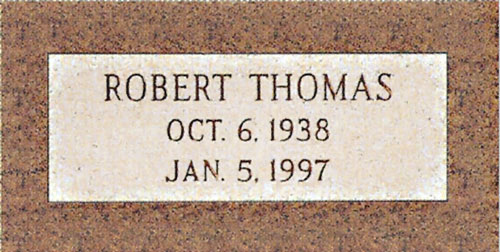 ROBERT THOMAS
OCT. 6, 1938
JAN. 5, 1997